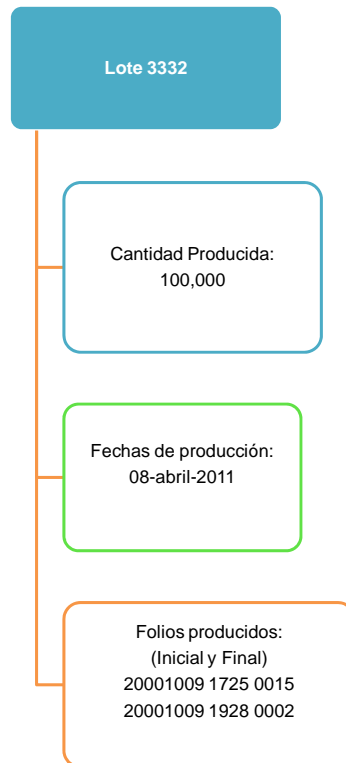 Lote 3332
Cantidad Producida:
100,000
Fechas de producción:
08-abril-2011
Folios producidos:
(Inicial y Final)
20001009 1725 0015
20001009 1928 0002